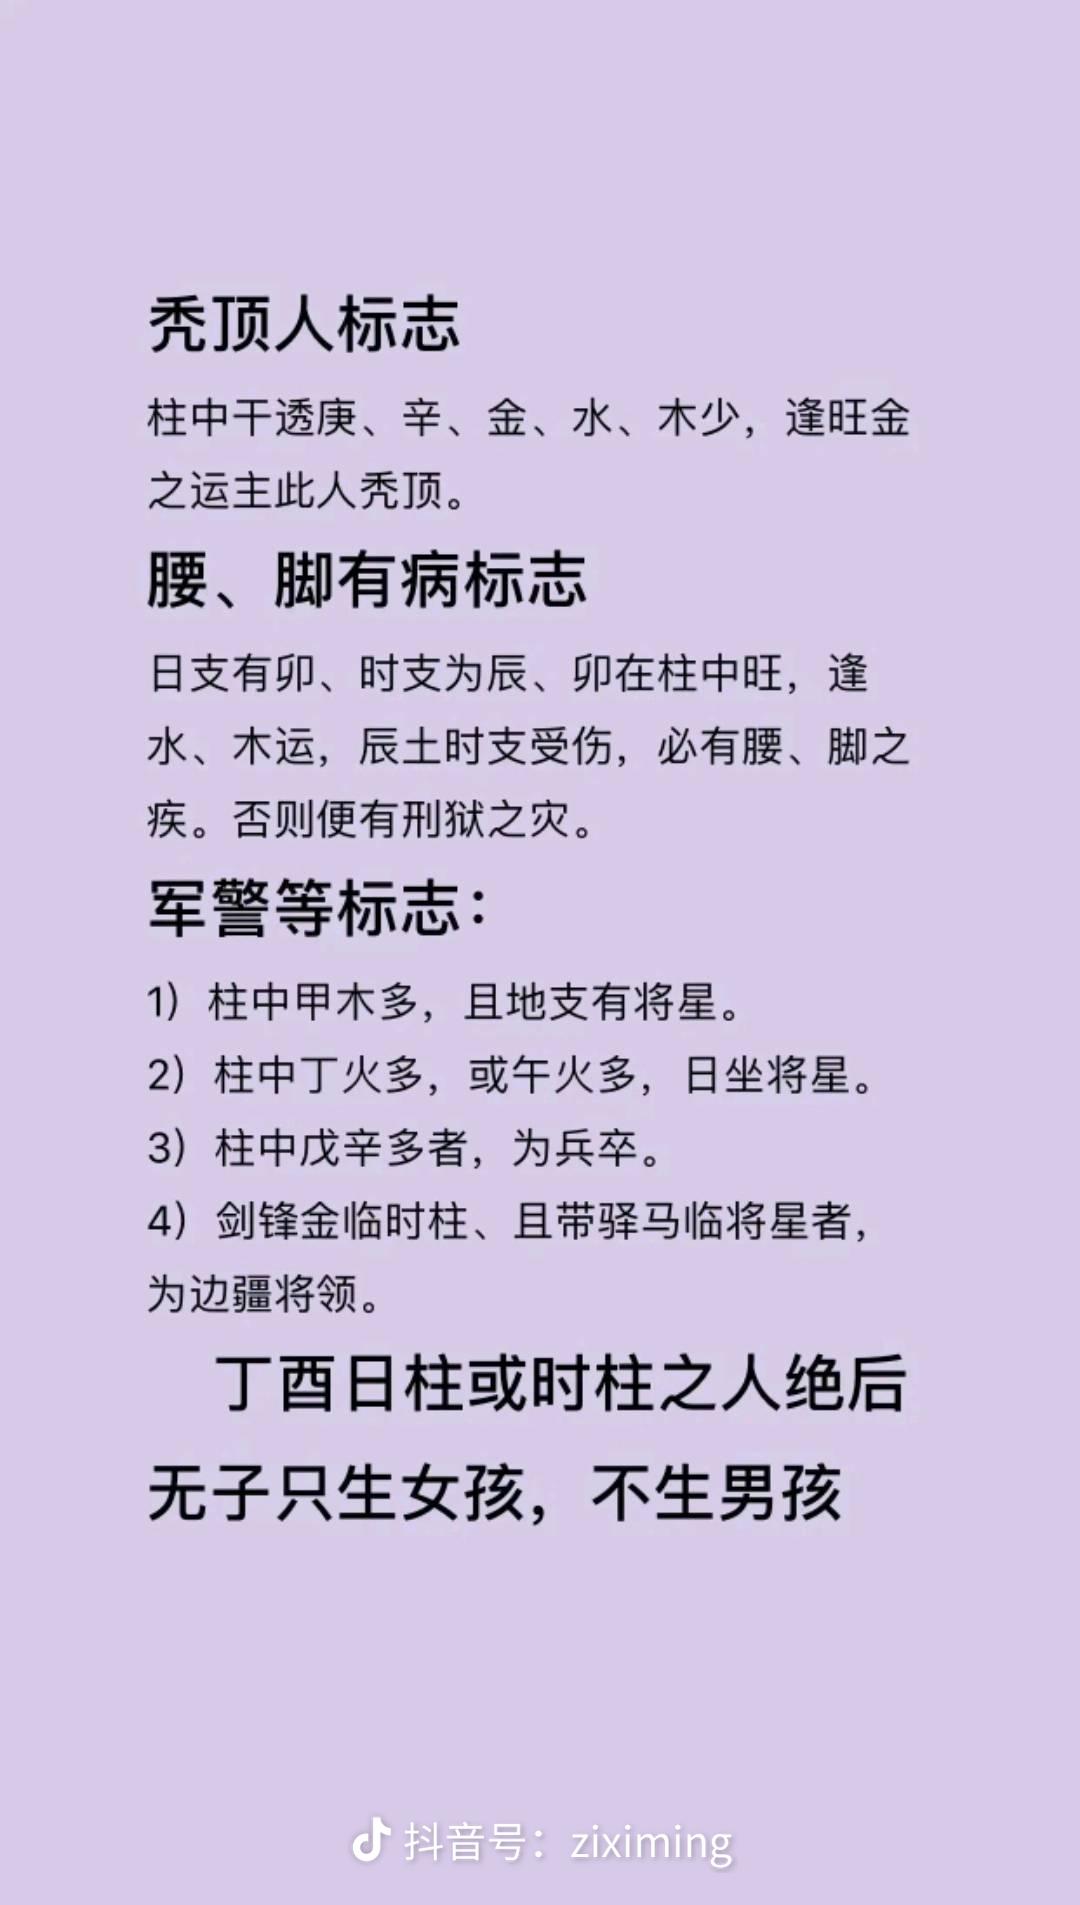 秃顶人标志
柱中干透庚、辛、金、水、木少，逢旺金
之运主此人秃顶。
腰、脚有病标志
日支有卯、时支为辰、卯在柱中旺，逢
水、木运，辰土时支受伤，必有腰、脚之
疾。否则便有刑狱之灾。
军警等标志：
1）柱中甲木多，且地支有将星。
2）柱中丁火多，或午火多，日坐将星。
3）柱中戊辛多者，为兵卒。
4）剑锋金临时柱、且带驿马临将星者，
为边疆将领。
丁酉日柱或时柱之人绝后
无子只生女孩，不生男孩
抖音号：ziximing